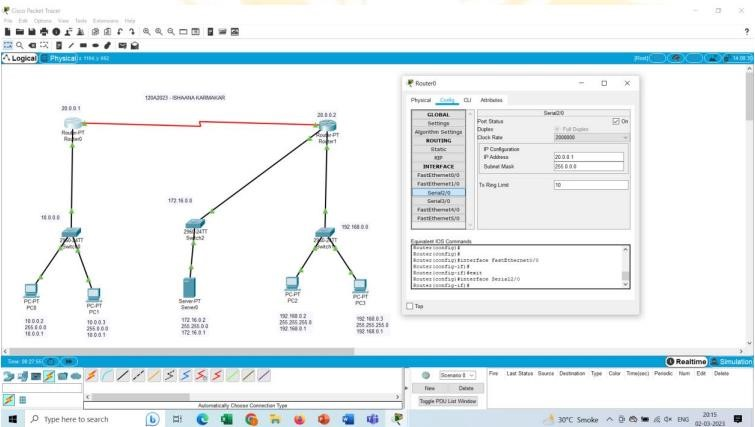 Cisco Packet Tracer
File Edit Options View Tools Extensions Help
Logical
Physical x: 1164, y: 662
[Root]
14:08:30
120A2023 - ISHAANA KARMAKAR
20.0.0.1
Router-PT
Router0
20.0.0.2
Router-PT
Router1
172.16.0.0
10.0.0.0
192.168.0.0
2960-24TT
Switch2
PC-PT
PC0
PC-PT
PC1
Server-PT
Server0
PC-PT
PC2
PC-PT
PC3
10.0.0.2
255.0.0.0
10.0.0.1
10.0.0.3
255.0.0.0
10.0.0.1
172.16.0.2
255.255.0.0
172.16.0.1
192.168.0.2
255.255.255.0
192.168.0.1
192.168.0.3
255.255.255.0
192.168.0.1
Router0
Physical Config CLI Attributes
GLOBAL
Settings
Algorithm Settings
ROUTING
Static
RIP
INTERFACE
FastEthernet0/0
FastEthernet1/0
Serial2/0
Serial3/0
FastEthernet4/0
FastEthernet5/0
Serial2/0
Port Status On
Duplex Full Duplex
Clock Rate 2000000
IP Configuration
IP Address 20.0.0.1
Subnet Mask 255.0.0.0
Tx Ring Limit 10
Equivalent IOS Commands
Router(config)#
Router(config)#
Router(config)#interface FastEthernet0/0
Router(config-if)#
Router(config-if)#exit
Router(config)#interface Serial2/0
Router(config-if)#
Top
Time: 08:27:55
Realtime Simulation
Scenario 0
New Delete
Toggle PDU List Window
Fire Last Status Source Destination Type Color Time(sec) Periodic Num Edit Delete
Automatically Choose Connection Type
Type here to search
30°C Smoke
ENG
20:15
02-03-2023